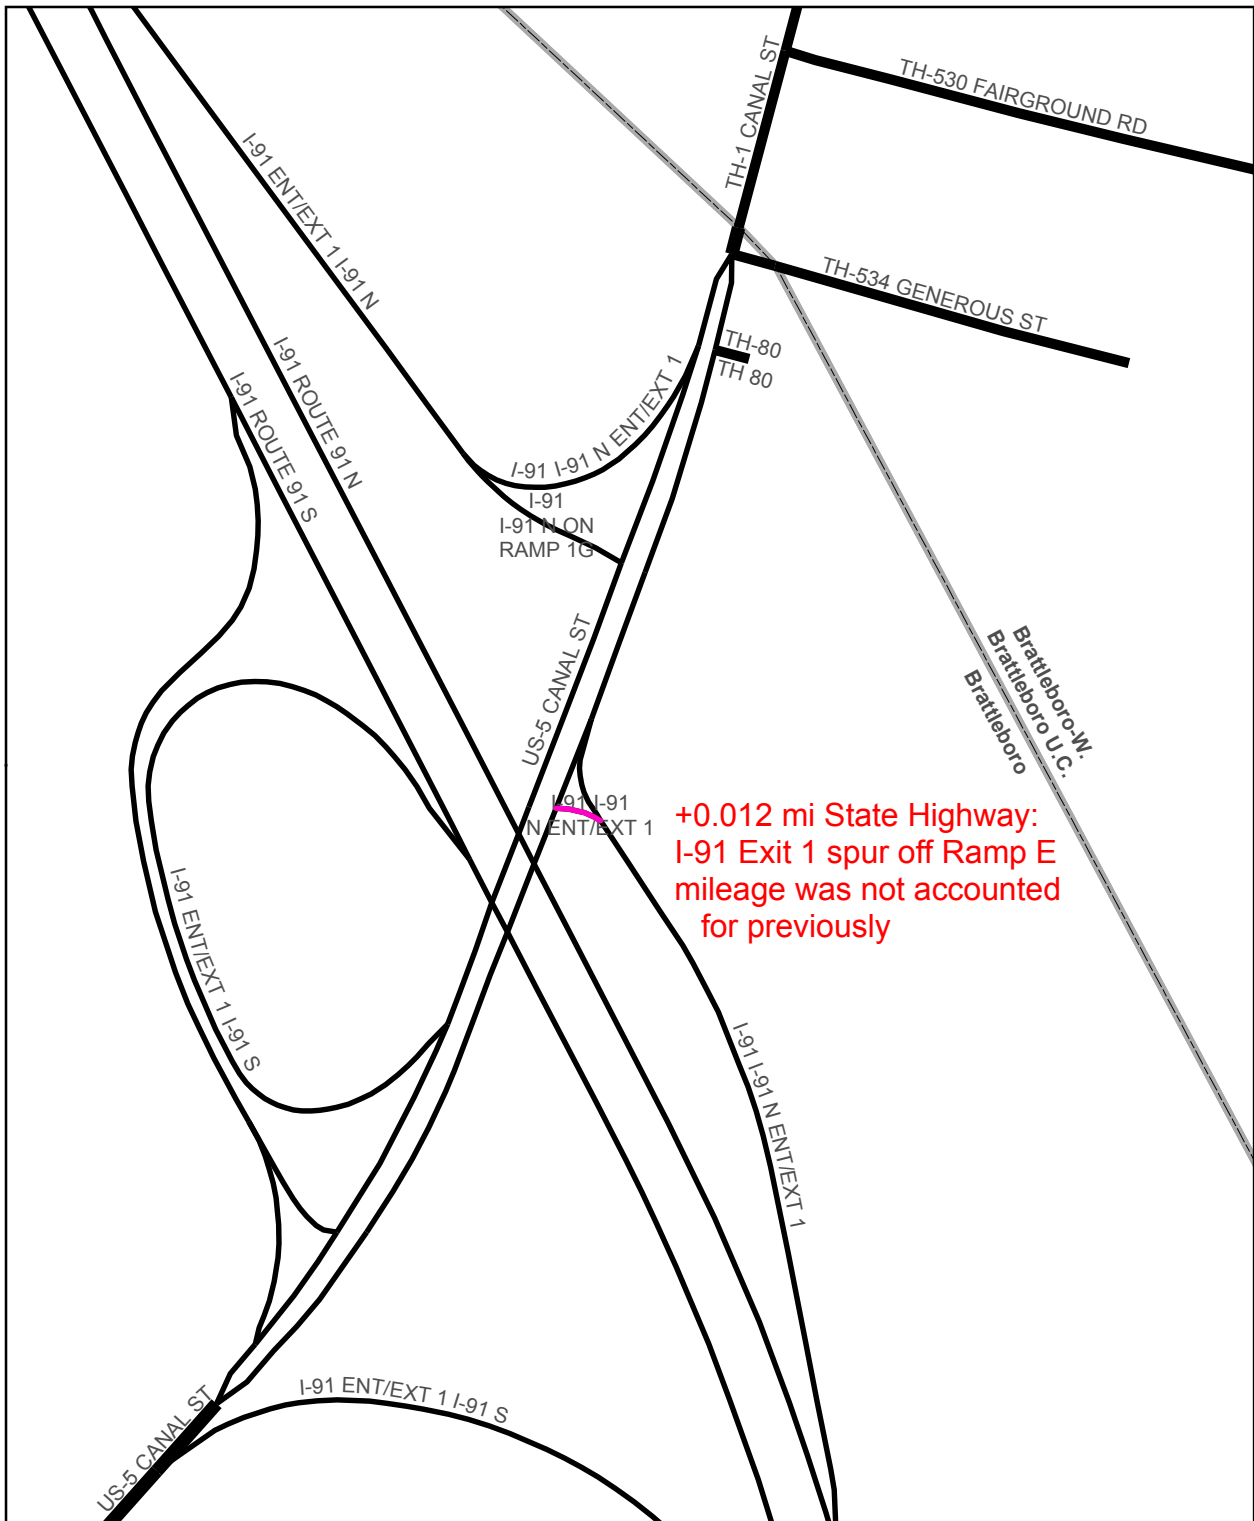 TH-1 CANAL ST
TH-530 FAIRGROUND RD
I-91 ENT/EXT 1 I-91 N
TH-534 GENEROUS ST
TH-80
TH 80
I-91 ROUTE 91 N
I-91 ROUTE 91 S
I-91 I-91 N ENT/EXT 1
I-91
I-91 N ON
RAMP 1G
US-5 CANAL ST
Brattleboro-W.
Brattleboro U.C.
Brattleboro
I-91 I-91
N ENT/EXT 1
+0.012 mi State Highway:
I-91 Exit 1 spur off Ramp E
mileage was not accounted
for previously
I-91 ENT/EXT 1 I-91 S
I-91 I-91 N ENT/EXT 1
I-91 ENT/EXT 1 I-91 S
US-5 CANAL ST